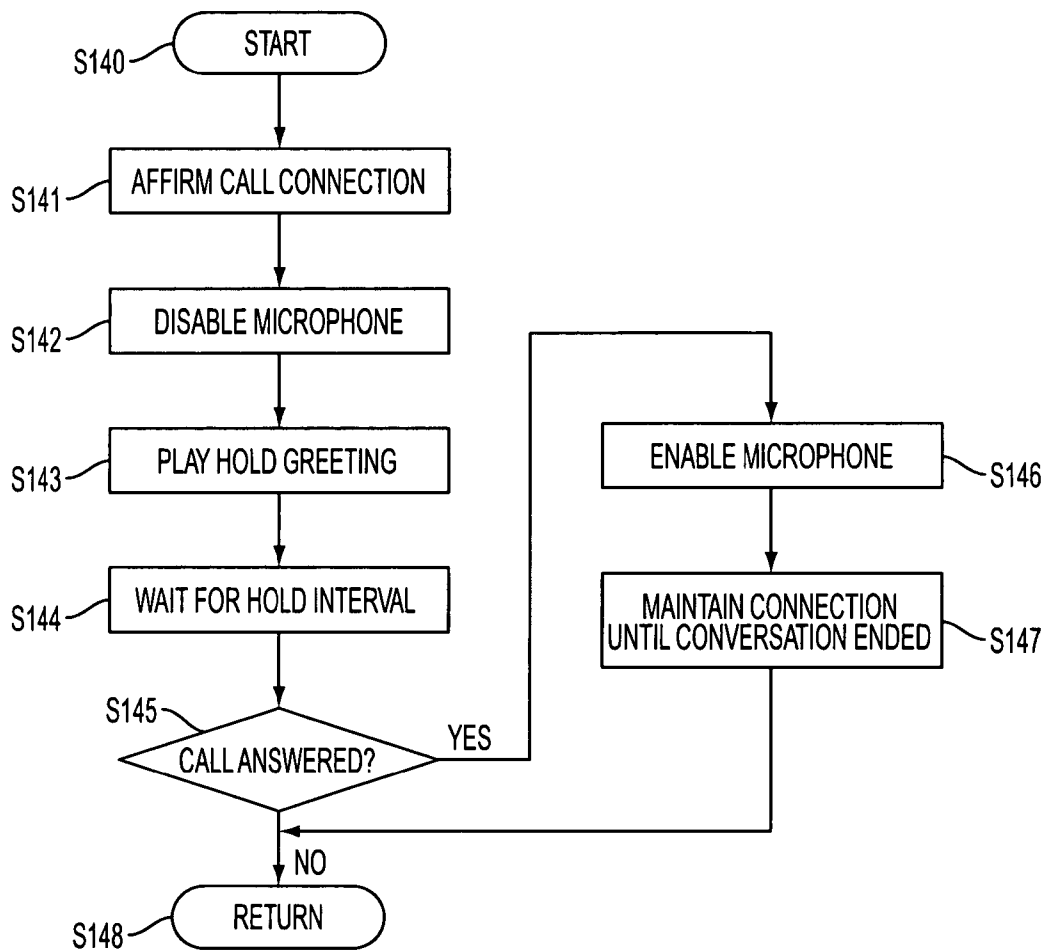 START
S140
AFFIRM CALL CONNECTION
S141
DISABLE MICROPHONE
S142
PLAY HOLD GREETING
S143
WAIT FOR HOLD INTERVAL
S144
S145
CALL ANSWERED?
YES
ENABLE MICROPHONE
S146
MAINTAIN CONNECTION
UNTIL CONVERSATION ENDED
S147
NO
RETURN
S148